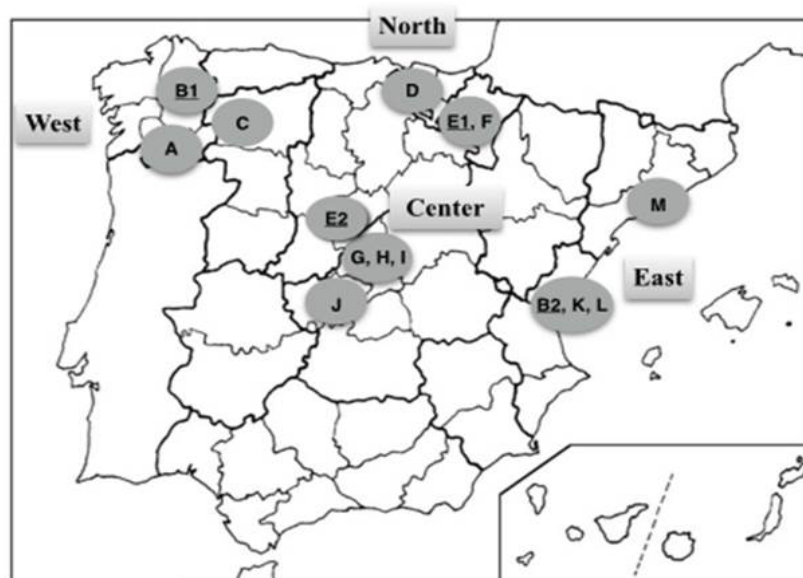 North
B1
D
West
C
E1, F
A
Center
M
E2
G, H, I
East
J
B2, K, L